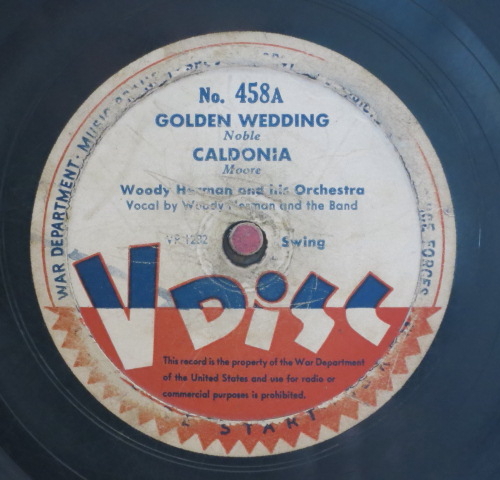 No. 458A
GOLDEN WEDDING
Noble
CALDONIA
Moore
Woody Herman and his Orchestra
Vocal by Woody Herman and the Band
VP 1282
Swing
V DISC
This record is the property of the War Department
of the United States and use for radio or
commercial purposes is prohibited.
WAR DEPARTMENT. MUSIC
FORCES
START